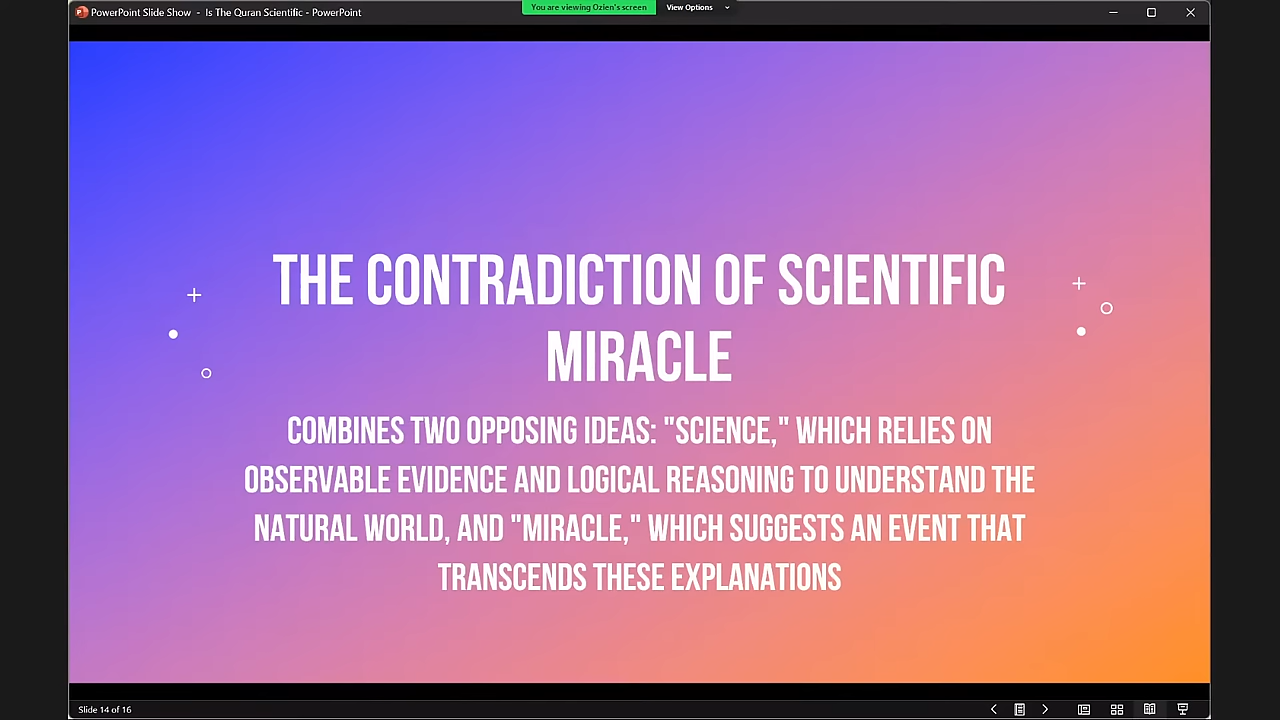 PowerPoint Slide Show - Is The Quran Scientific - PowerPoint
You are viewing Ozien's screen
View Options
THE CONTRADICTION OF SCIENTIFIC
MIRACLE
COMBINES TWO OPPOSING IDEAS: "SCIENCE," WHICH RELIES ON
OBSERVABLE EVIDENCE AND LOGICAL REASONING TO UNDERSTAND THE
NATURAL WORLD, AND "MIRACLE," WHICH SUGGESTS AN EVENT THAT
TRANSCENDS THESE EXPLANATIONS
Slide 14 of 16